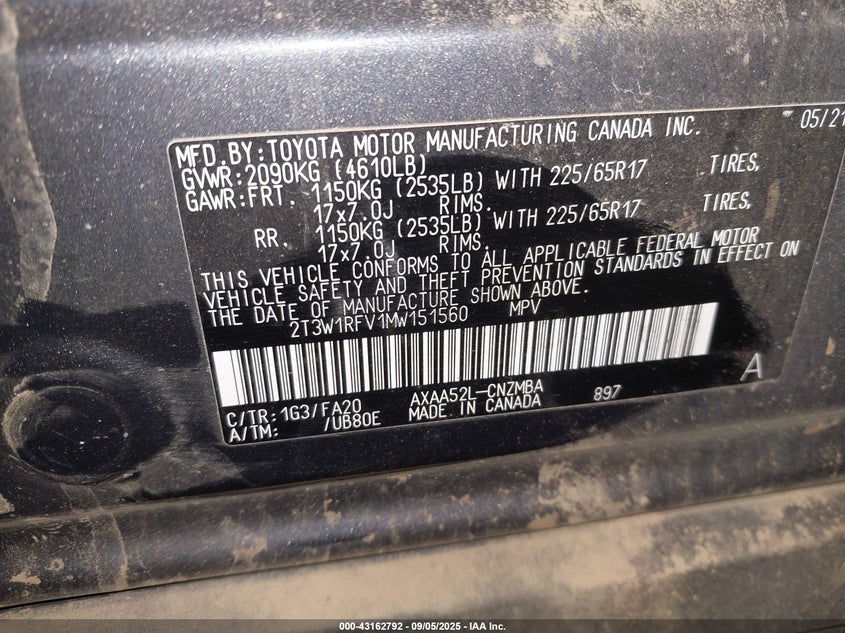 MFD.BY:TOYOTA MOTOR MANUFACTURING CANADA INC. 05/21
GVWR:2090KG (4610LB)
GAWR:FRT. 1150KG (2535LB) WITH 225/65R17 TIRES,
17x7.0J RIMS.
RR. 1150KG (2535LB) WITH 225/65R17 TIRES,
17x7.0J RIMS.
THIS VEHICLE CONFORMS TO ALL APPLICABLE FEDERAL MOTOR
VEHICLE SAFETY AND THEFT PREVENTION STANDARDS IN EFFECT ON
THE DATE OF MANUFACTURE SHOWN ABOVE.
2T3W1RFV1MW151560 MPV
A
C/TR:1G3/FA20 AXAA52L-CNZMBA 897
A/TM: /UB80E MADE IN CANADA
000-43162792 - 09/05/2025 - IAA Inc.